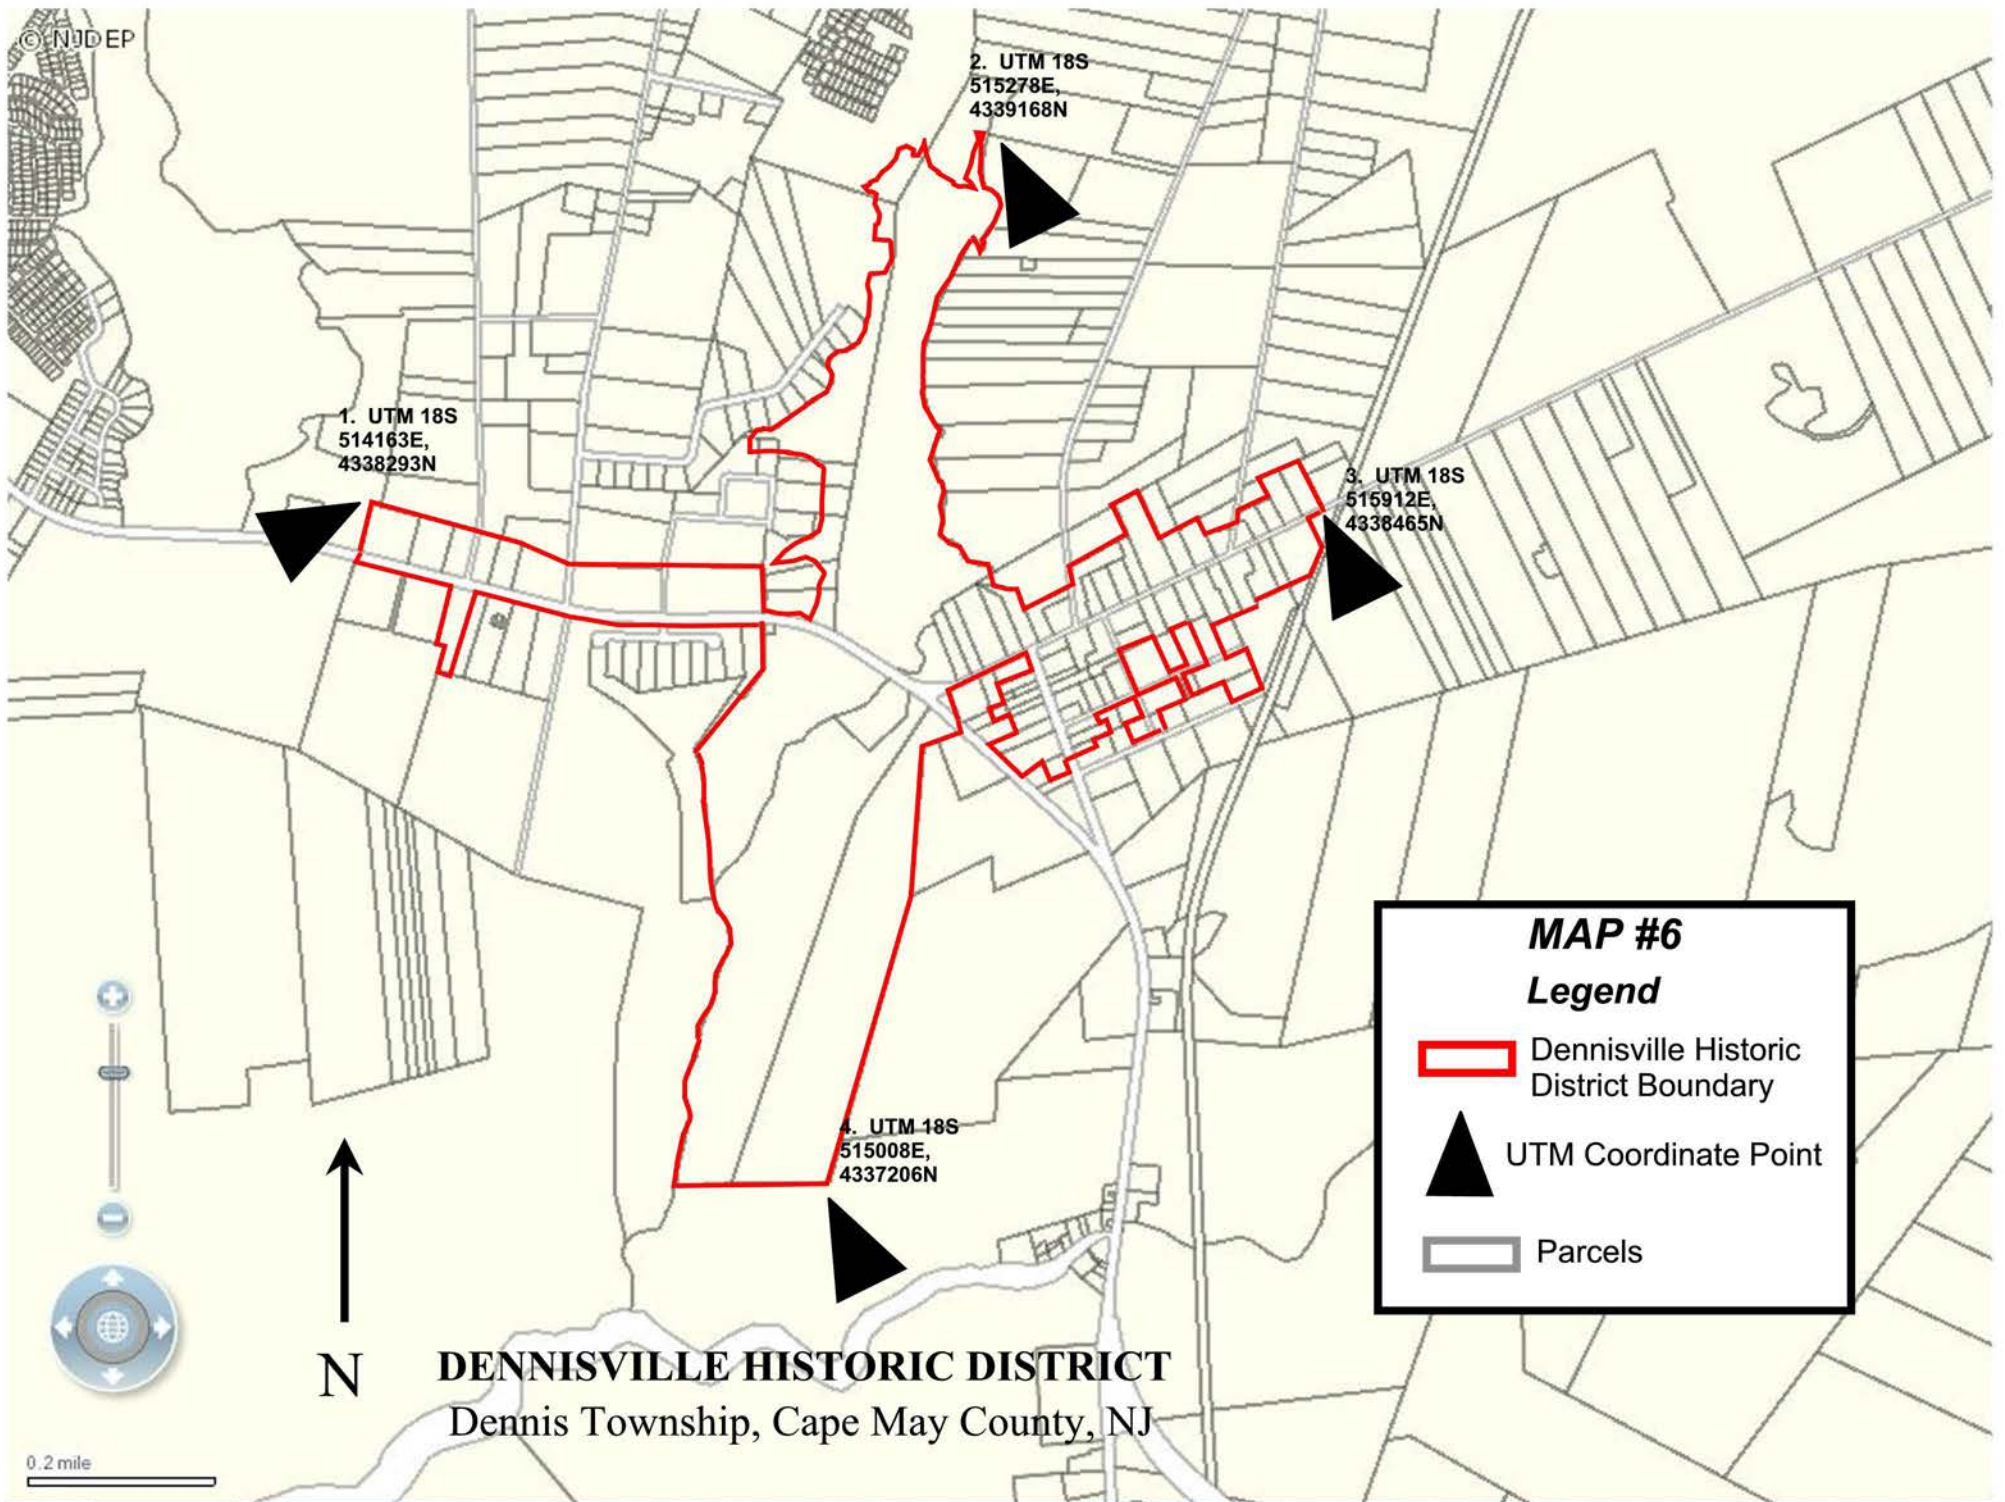 © NJDEP
2. UTM 18S
515278E,
4339168N
1. UTM 18S
514163E,
4338293N
3. UTM 18S
515912E,
4338465N
MAP #6
Legend
Dennisville Historic
District Boundary
UTM Coordinate Point
Parcels
4. UTM 18S
515008E,
4337206N
N
DENNISVILLE HISTORIC DISTRICT
Dennis Township, Cape May County, NJ
0.2 mile